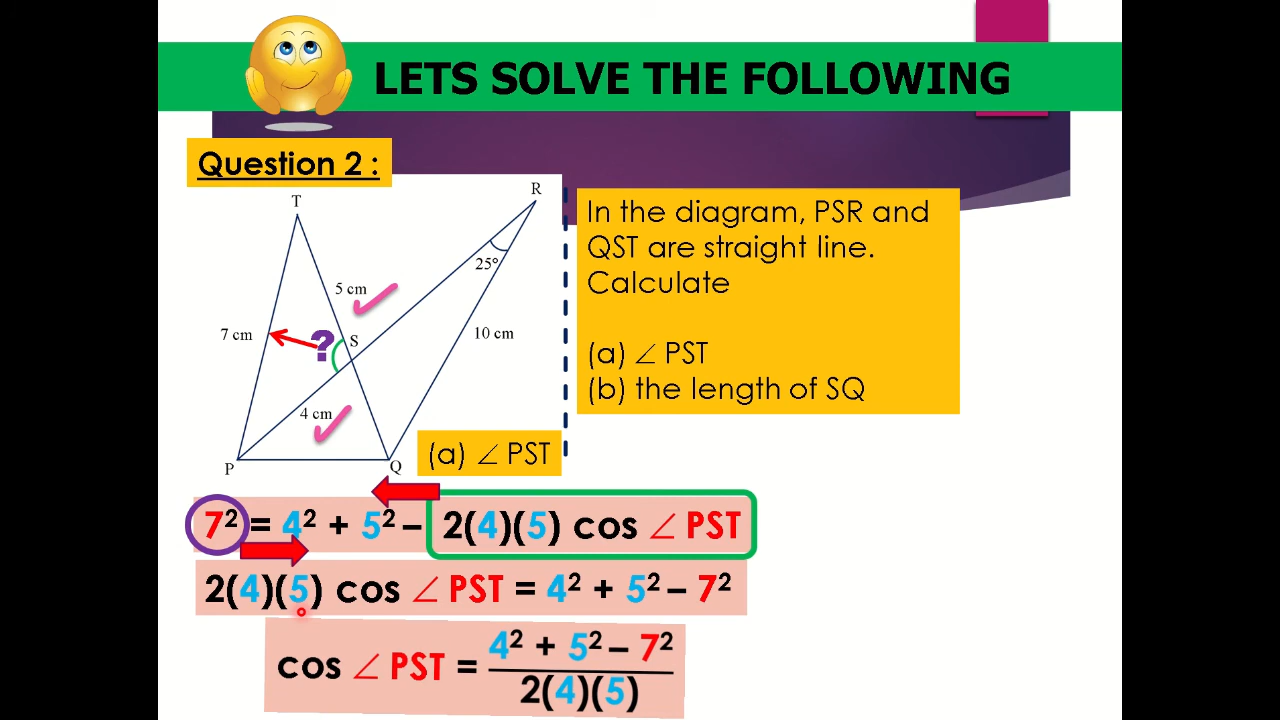 LETS SOLVE THE FOLLOWING
Question 2 :
T
R
25°
5 cm
7 cm
?
S
10 cm
4 cm
P
Q
In the diagram, PSR and
QST are straight line.
Calculate
(a) ∠ PST
(b) the length of SQ
(a) ∠ PST
7² = 4² + 5² – 2(4)(5) cos ∠ PST
2(4)(5) cos ∠ PST = 4² + 5² – 7²
cos ∠ PST = 4² + 5² – 7²
2(4)(5)